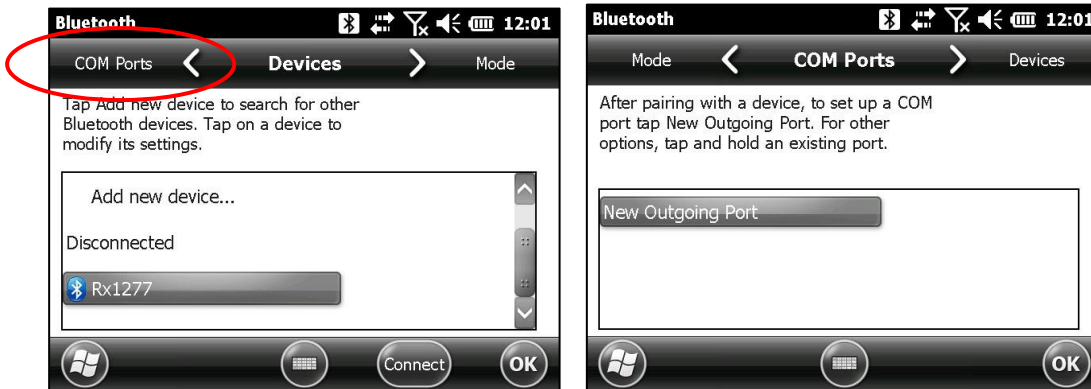 Bluetooth 12:01
COM Ports Devices Mode
Tap Add new device to search for other
Bluetooth devices. Tap on a device to
modify its settings.
Add new device...
Disconnected
Rx1277
Connect OK
Bluetooth 12:01
Mode COM Ports Devices
After pairing with a device, to set up a COM
port tap New Outgoing Port. For other
options, tap and hold an existing port.
New Outgoing Port
OK